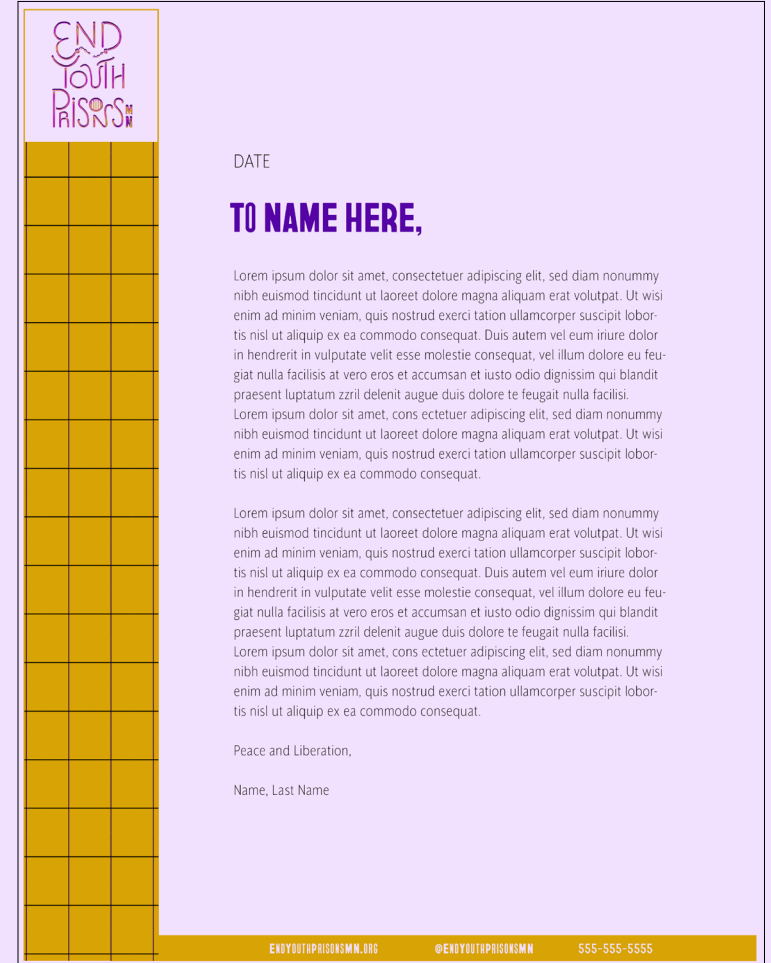 END
YOUTH
PRISONS MN
DATE
TO NAME HERE,
Lorem ipsum dolor sit amet, consectetuer adipiscing elit, sed diam nonummy
nibh euismod tincidunt ut laoreet dolore magna aliquam erat volutpat. Ut wisi
enim ad minim veniam, quis nostrud exerci tation ullamcorper suscipit lobor-
tis nisl ut aliquip ex ea commodo consequat. Duis autem vel eum iriure dolor
in hendrerit in vulputate velit esse molestie consequat, vel illum dolore eu feu-
giat nulla facilisis at vero eros et accumsan et iusto odio dignissim qui blandit
praesent luptatum zzril delenit augue duis dolore te feugait nulla facilisi.
Lorem ipsum dolor sit amet, cons ectetuer adipiscing elit, sed diam nonummy
nibh euismod tincidunt ut laoreet dolore magna aliquam erat volutpat. Ut wisi
enim ad minim veniam, quis nostrud exerci tation ullamcorper suscipit lobor-
tis nisl ut aliquip ex ea commodo consequat.
Lorem ipsum dolor sit amet, consectetuer adipiscing elit, sed diam nonummy
nibh euismod tincidunt ut laoreet dolore magna aliquam erat volutpat. Ut wisi
enim ad minim veniam, quis nostrud exerci tation ullamcorper suscipit lobor-
tis nisl ut aliquip ex ea commodo consequat. Duis autem vel eum iriure dolor
in hendrerit in vulputate velit esse molestie consequat, vel illum dolore eu feu-
giat nulla facilisis at vero eros et accumsan et iusto odio dignissim qui blandit
praesent luptatum zzril delenit augue duis dolore te feugait nulla facilisi.
Lorem ipsum dolor sit amet, cons ectetuer adipiscing elit, sed diam nonummy
nibh euismod tincidunt ut laoreet dolore magna aliquam erat volutpat. Ut wisi
enim ad minim veniam, quis nostrud exerci tation ullamcorper suscipit lobor-
tis nisl ut aliquip ex ea commodo consequat.
Peace and Liberation,
Name, Last Name
ENDYOUTHPRISONSMN.ORG @ENDYOUTHPRISONSMN 555-555-5555